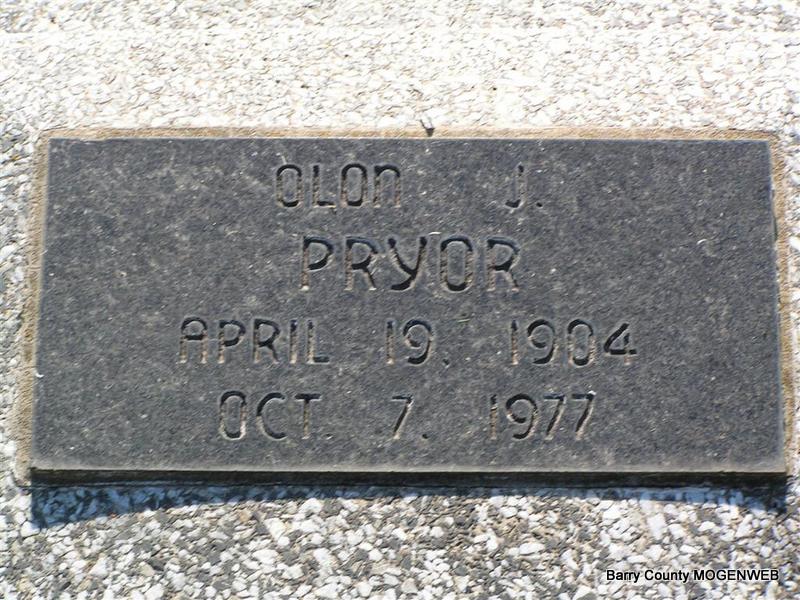 OLON J.
PRYOR
APRIL 19, 1904
OCT. 7, 1977
Barry County MOGENWEB